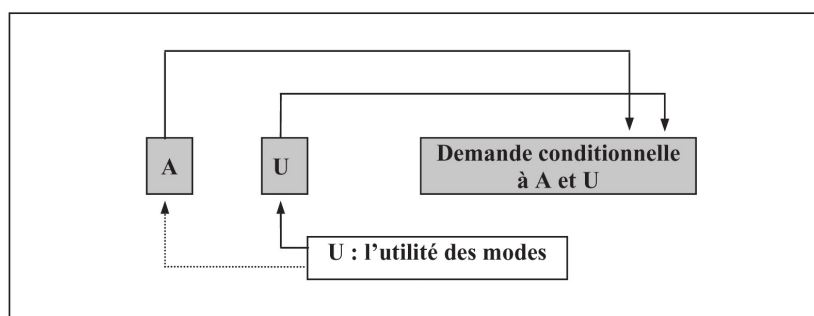 A
U
Demande conditionnelle
à A et U
U : l’utilité des modes